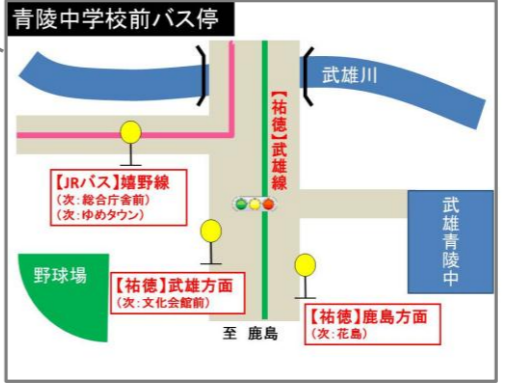 青陵中学校前バス停
武雄川
【祐徳】武雄線
【JRバス】嬉野線
（次：総合庁舎前）
（次：ゆめタウン）
武雄青陵中
野球場
【祐徳】武雄方面
（次：文化会館前）
【祐徳】鹿島方面
（次：花島）
至 鹿島